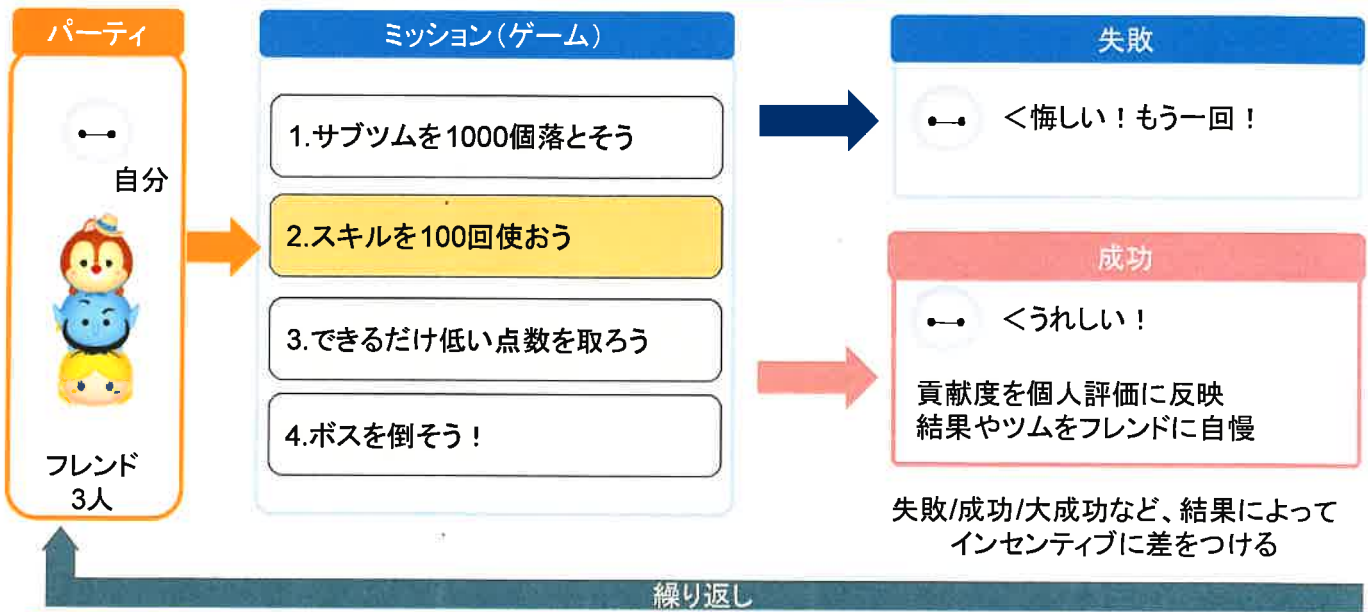 パーティ
自分
フレンド
3人
ミッション(ゲーム)
1.サブツムを1000個落とそう
2.スキルを100回使おう
3.できるだけ低い点数を取ろう
4.ボスを倒そう！
失敗
＜悔しい！もう一回！
成功
＜うれしい！
貢献度を個人評価に反映
結果やツムをフレンドに自慢
失敗/成功/大成功など、結果によって
インセンティブに差をつける
繰り返し